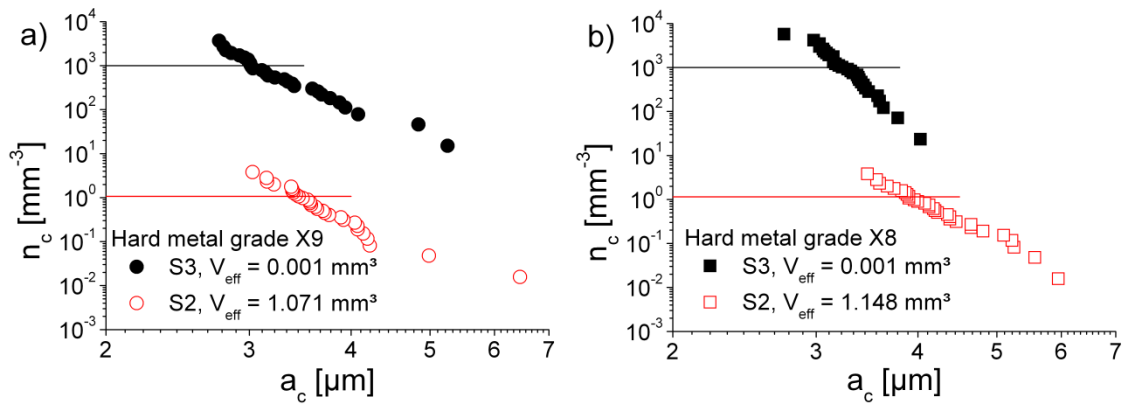 a)
n_c [mm⁻³]
10⁴
10³
10²
10¹
10⁰
10⁻¹
10⁻²
10⁻³
Hard metal grade X9
S3, V_eff = 0.001 mm³
S2, V_eff = 1.071 mm³
2 3 4 5 6 7
a_c [µm]
b)
n_c [mm⁻³]
10⁴
10³
10²
10¹
10⁰
10⁻¹
10⁻²
10⁻³
Hard metal grade X8
S3, V_eff = 0.001 mm³
S2, V_eff = 1.148 mm³
2 3 4 5 6 7
a_c [µm]